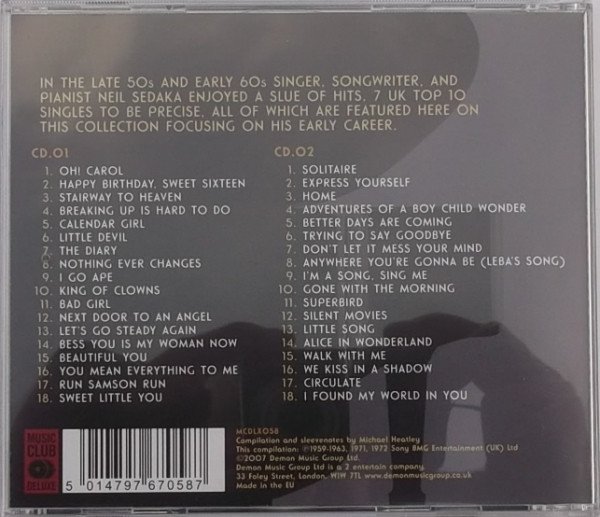 IN THE LATE 50s AND EARLY 60s SINGER, SONGWRITER, AND
PIANIST NEIL SEDAKA ENJOYED A SLUE OF HITS, 7 UK TOP 10
SINGLES TO BE PRECISE, ALL OF WHICH ARE FEATURED HERE ON
THIS COLLECTION FOCUSING ON HIS EARLY CAREER.
CD.01
1. OH! CAROL
2. HAPPY BIRTHDAY, SWEET SIXTEEN
3. STAIRWAY TO HEAVEN
4. BREAKING UP IS HARD TO DO
5. CALENDAR GIRL
6. LITTLE DEVIL
7. THE DIARY
8. NOTHING EVER CHANGES
9. I GO APE
10. KING OF CLOWNS
11. BAD GIRL
12. NEXT DOOR TO AN ANGEL
13. LET'S GO STEADY AGAIN
14. BESS YOU IS MY WOMAN NOW
15. BEAUTIFUL YOU
16. YOU MEAN EVERYTHING TO ME
17. RUN SAMSON RUN
18. SWEET LITTLE YOU
CD.02
1. SOLITAIRE
2. EXPRESS YOURSELF
3. HOME
4. ADVENTURES OF A BOY CHILD WONDER
5. BETTER DAYS ARE COMING
6. TRYING TO SAY GOODBYE
7. DON'T LET IT MESS YOUR MIND
8. ANYWHERE YOU'RE GONNA BE (LEBA'S SONG)
9. I'M A SONG, SING ME
10. GONE WITH THE MORNING
11. SUPERBIRD
12. SILENT MOVIES
13. LITTLE SONG
14. ALICE IN WONDERLAND
15. WALK WITH ME
16. WE KISS IN A SHADOW
17. CIRCULATE
18. I FOUND MY WORLD IN YOU
MUSIC
CLUB
DELUXE
5 014797 670587
MCDLX058
Compilation and sleevenotes by Michael Heatley
This compilation: ℗1959-1963, 1971, 1972 Sony BMG Entertainment (UK) Ltd
©2007 Demon Music Group Ltd.
Demon Music Group Ltd is a 2 entertain company.
33 Foley Street, London, W1W 7TL www.demonmusicgroup.co.uk
Made in the EU